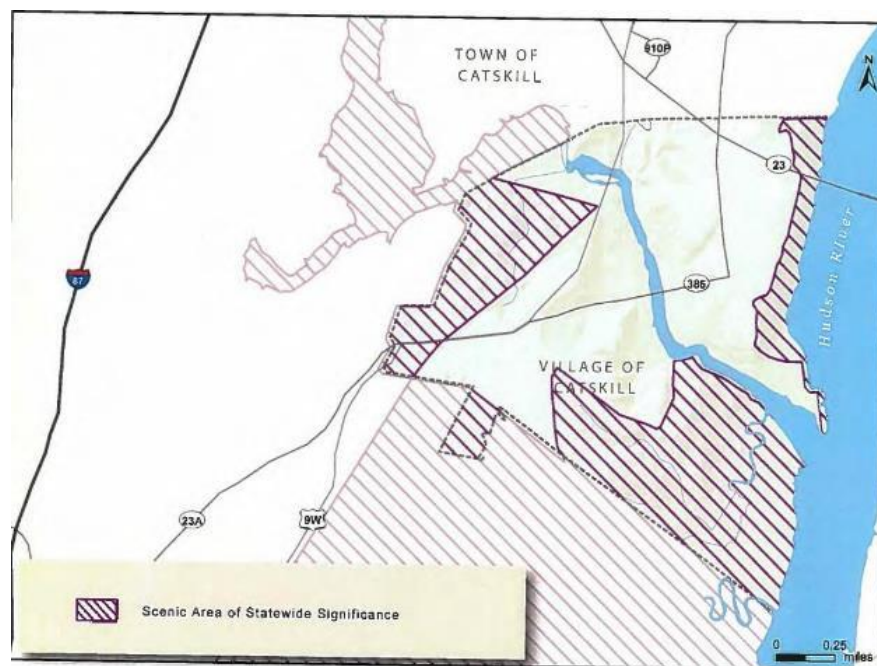 TOWN OF
CATSKILL
910P
N
23
87
Hudson River
385
VILLAGE OF
CATSKILL
23A
9W
Scenic Area of Statewide Significance
0 0.25
miles